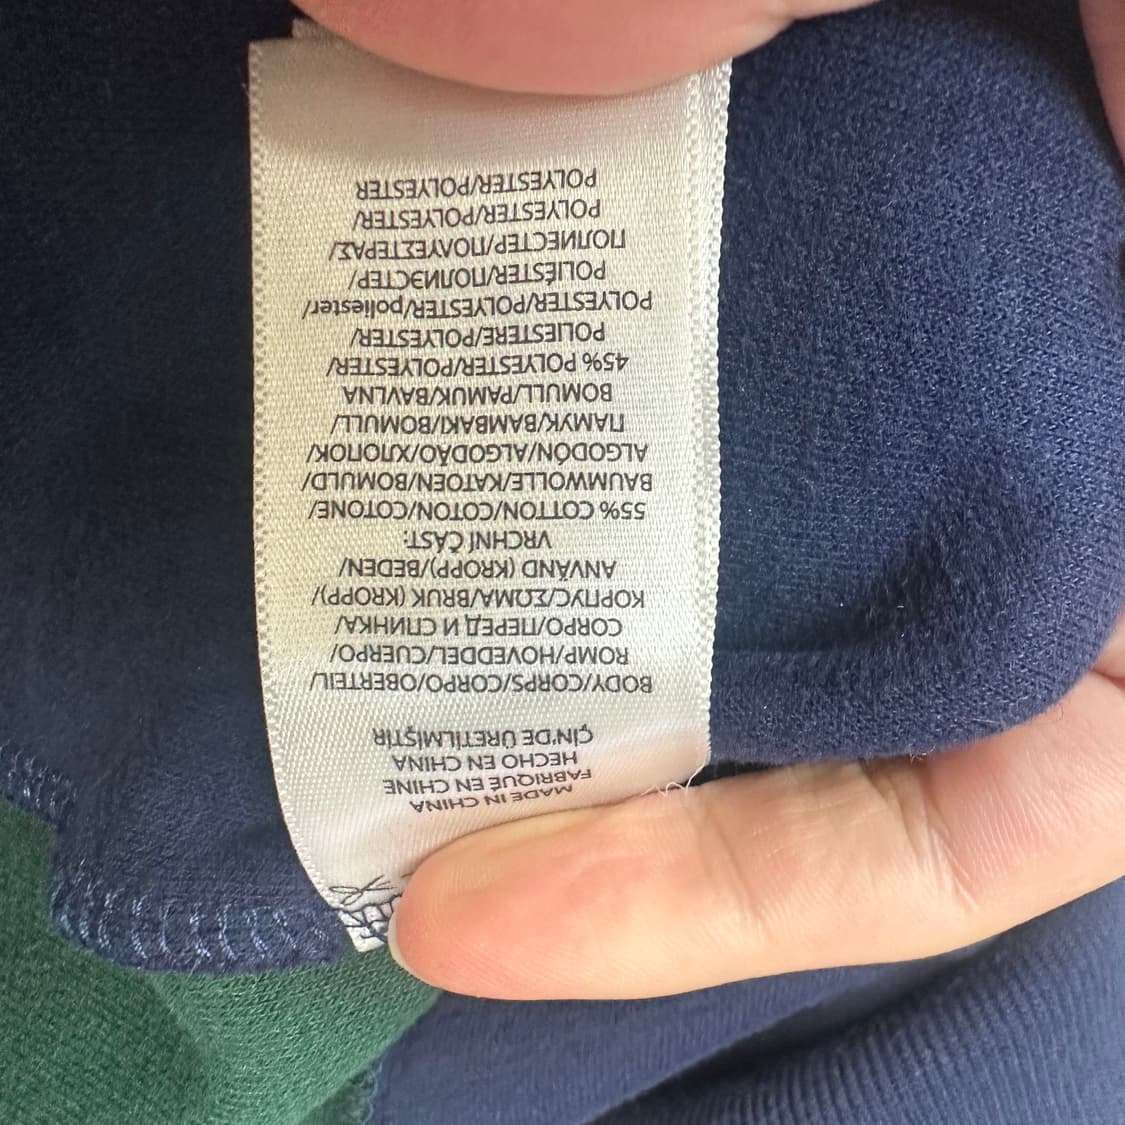 MADE IN CHINA
FABRIQUÉ EN CHINE
HECHO EN CHINA
ÇİN.DE ÜRETİLMİŞTİR
BODY/CORPS/CORPO/OBERTEIL/
ROMP/HOVEDDEL/CUERPO/
CORPO/ПЕРЕД И СПИНКА/
КОРПУС/ΣΩΜΑ/BRUK (KROPP)/
ANVÄND (KROPP)/BEDEN/
VRCHNÍ ČÁST:
55% COTTON/COTON/COTONE/
BAUMWOLLE/KATOEN/BOMULD/
ALGODÓN/ALGODÃO/ХЛОПОК/
ПАМУК/ΒΑΜΒΑΚΙ/BOMULL/
BOMULL/PAMUK/BAVLNA
45% POLYESTER/POLYESTER/
POLIESTERE/POLYESTER/
POLYESTER/POLYESTER/poliester/
POLIÉSTER/ПОЛИЭСТЕР/
ПОЛИЕСТЕР/ΠΟΛΥΕΣΤΕΡΑΣ/
POLYESTER/POLYESTER/
POLYESTER/POLYESTER